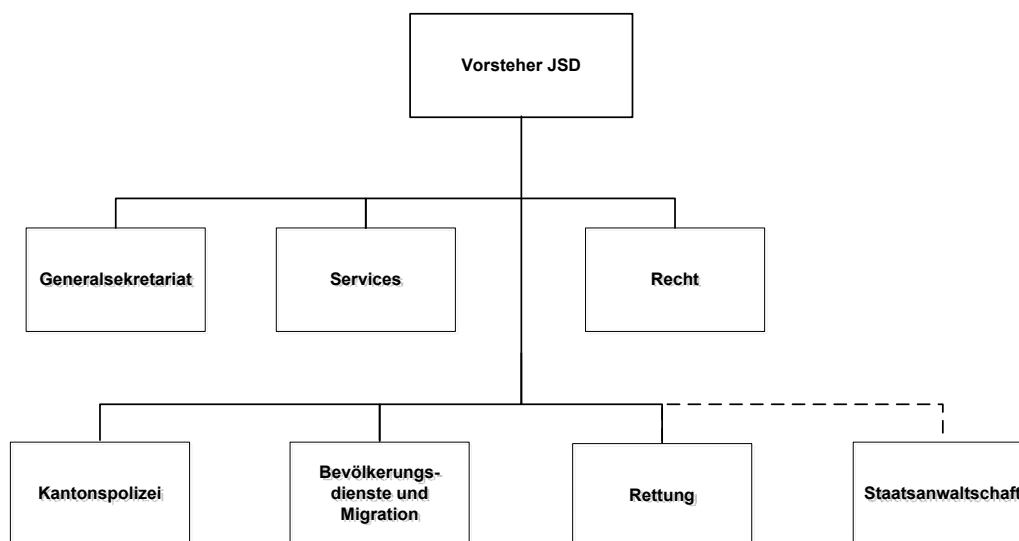 Vorsteher JSD
Generalsekretariat
Services
Recht
Kantonspolizei
Bevölkerungs-
dienste und
Migration
Rettung
Staatsanwaltschaft